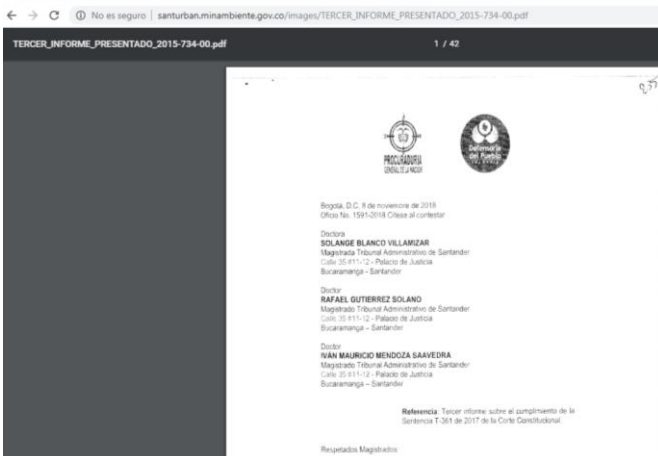 No es seguro | santurban.minambiente.gov.co/images/TERCER_INFORME_PRESENTADO_2015-734-00.pdf
TERCER_INFORME_PRESENTADO_2015-734-00.pdf 1 / 42
PROCURADURIA
GENERAL DE LA NACION
Defensoría
del Pueblo
COLOMBIA
Bogotá, D.C. 8 de noviembre de 2018
Oficio No. 1591-2018 Cítese al contestar
Doctora
SOLANGE BLANCO VILLAMIZAR
Magistrada Tribunal Administrativo de Santander
Calle 35 #11-12 - Palacio de Justicia
Bucaramanga - Santander
Doctor
RAFAEL GUTIERREZ SOLANO
Magistrado Tribunal Administrativo de Santander
Calle 35 #11-12 - Palacio de Justicia
Bucaramanga - Santander
Doctor
IVÁN MAURICIO MENDOZA SAAVEDRA
Magistrado Tribunal Administrativo de Santander
Calle 35 #11-12 - Palacio de Justicia
Bucaramanga - Santander
Referencia: Tercer informe sobre el cumplimiento de la
Sentencia T-361 de 2017 de la Corte Constitucional.
Respetados Magistrados